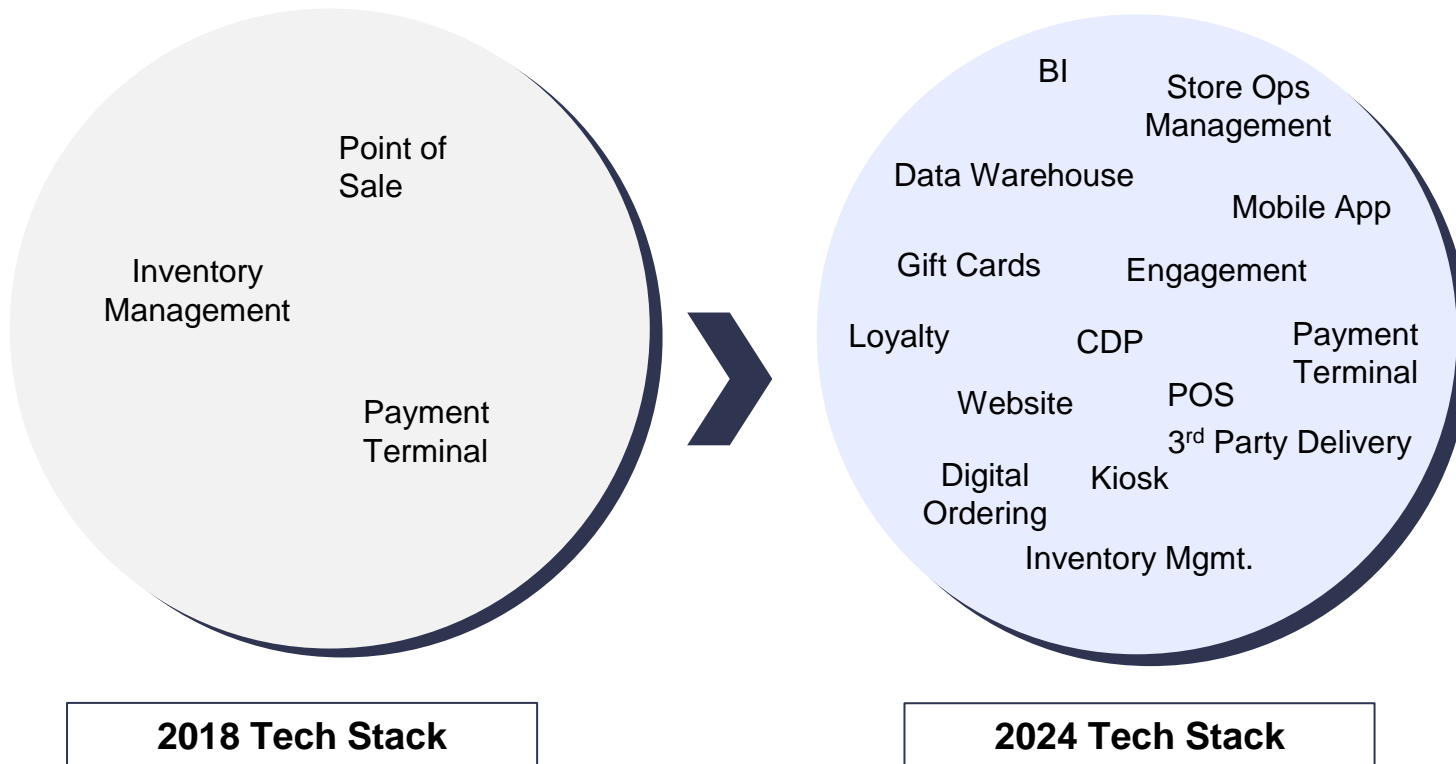 Point of
Sale
Inventory
Management
Payment
Terminal
2018 Tech Stack
BI
Store Ops
Management
Data Warehouse
Mobile App
Gift Cards
Engagement
Loyalty
CDP
Payment
Terminal
Website
POS
3rd Party Delivery
Digital
Ordering
Kiosk
Inventory Mgmt.
2024 Tech Stack